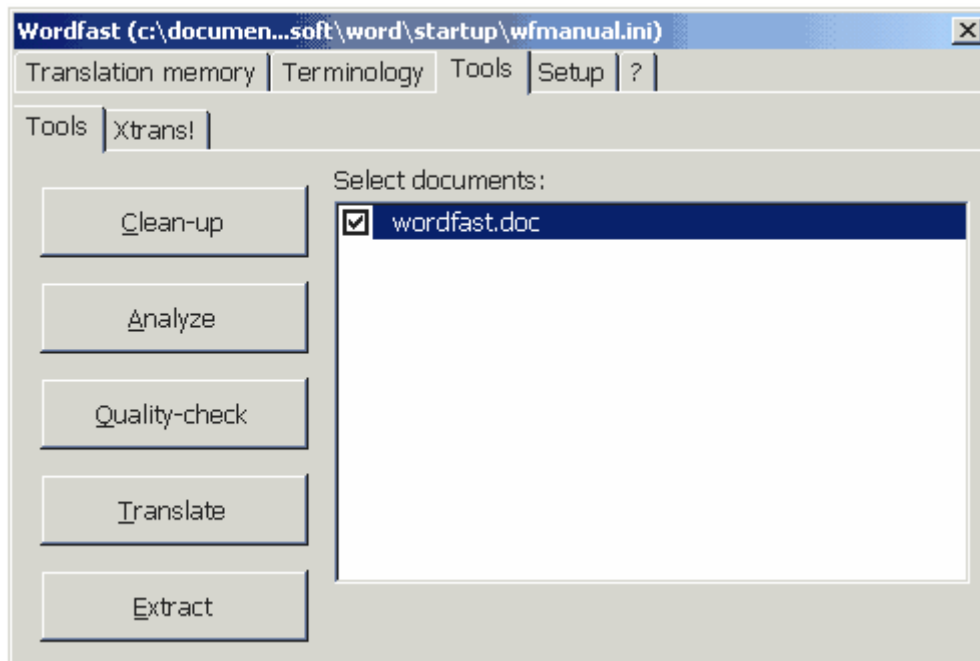 Wordfast (c:\documen...soft\word\startup\wfmanual.ini)
Translation memory Terminology Tools Setup ?
Tools Xtrans!
Select documents:
Clean-up
wordfast.doc
Analyze
Quality-check
Translate
Extract